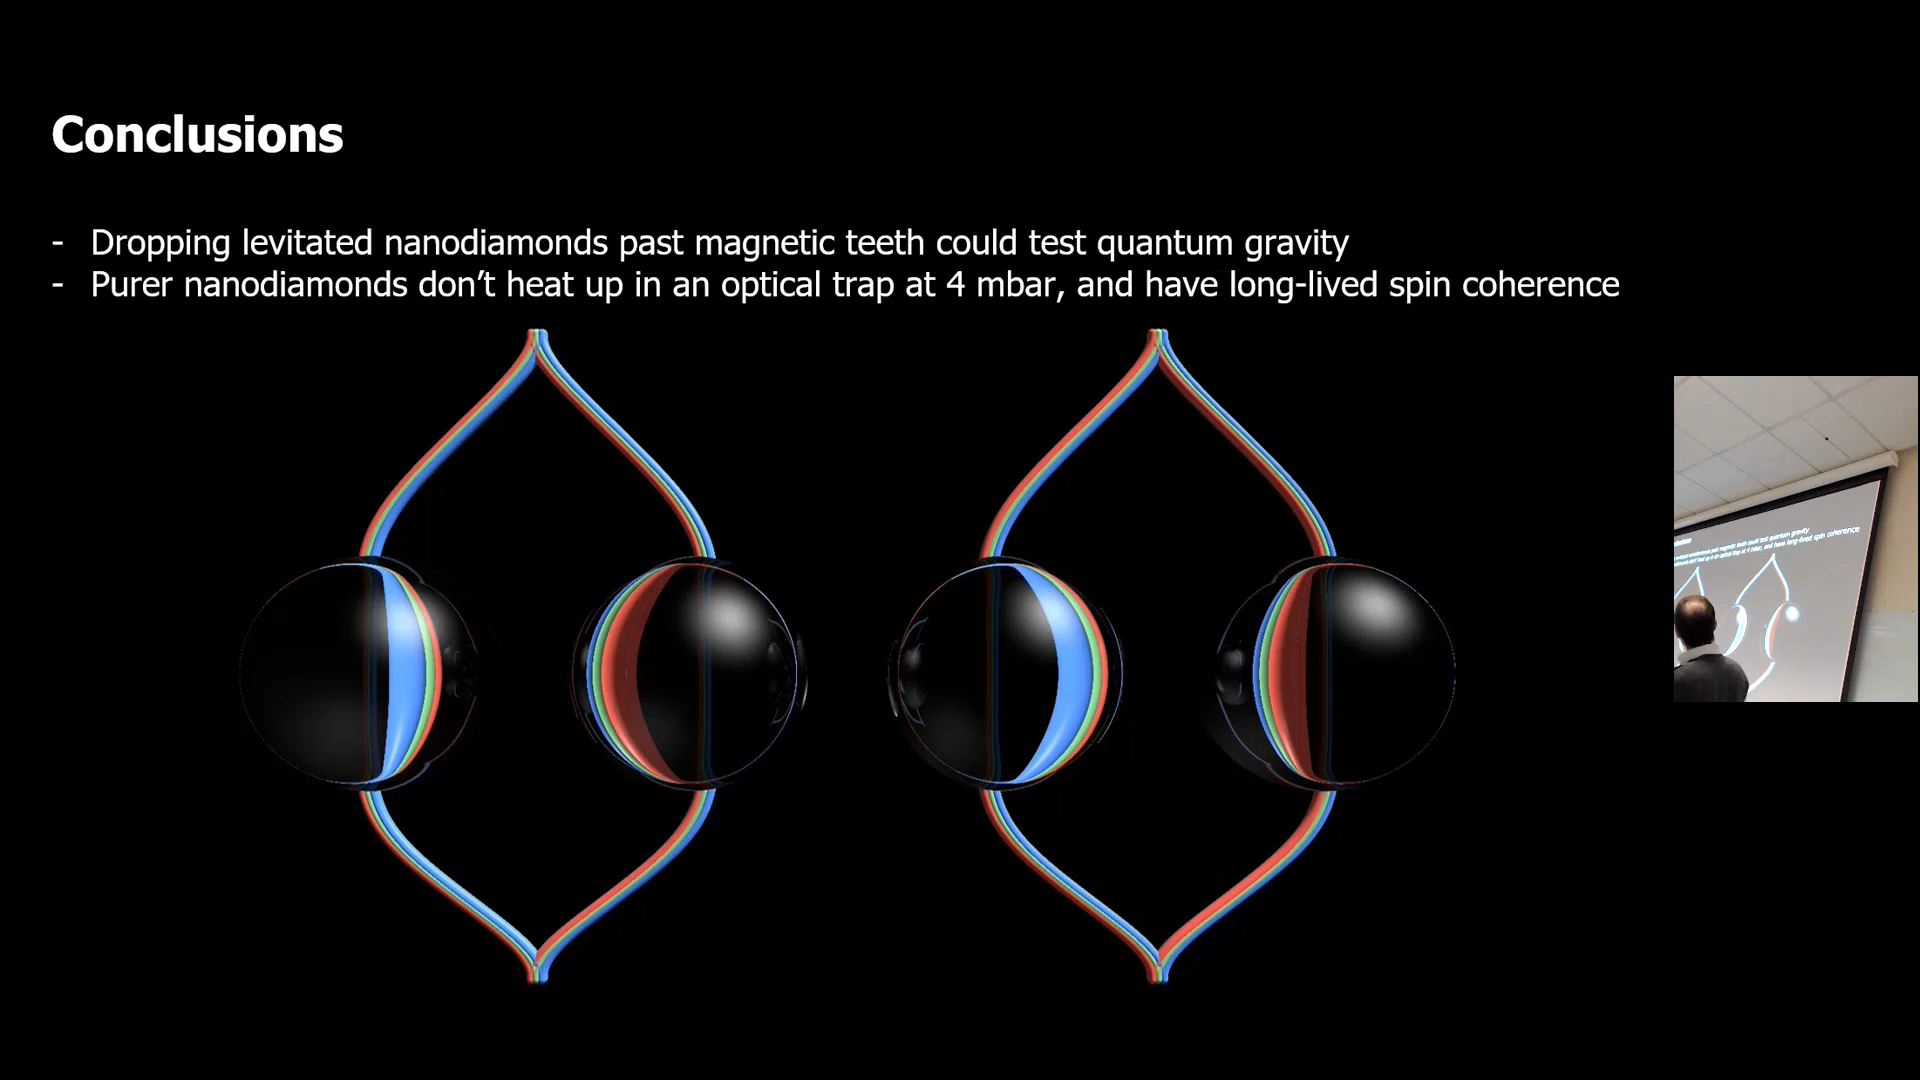 Conclusions
- Dropping levitated nanodiamonds past magnetic teeth could test quantum gravity
- Purer nanodiamonds don’t heat up in an optical trap at 4 mbar, and have long-lived spin coherence